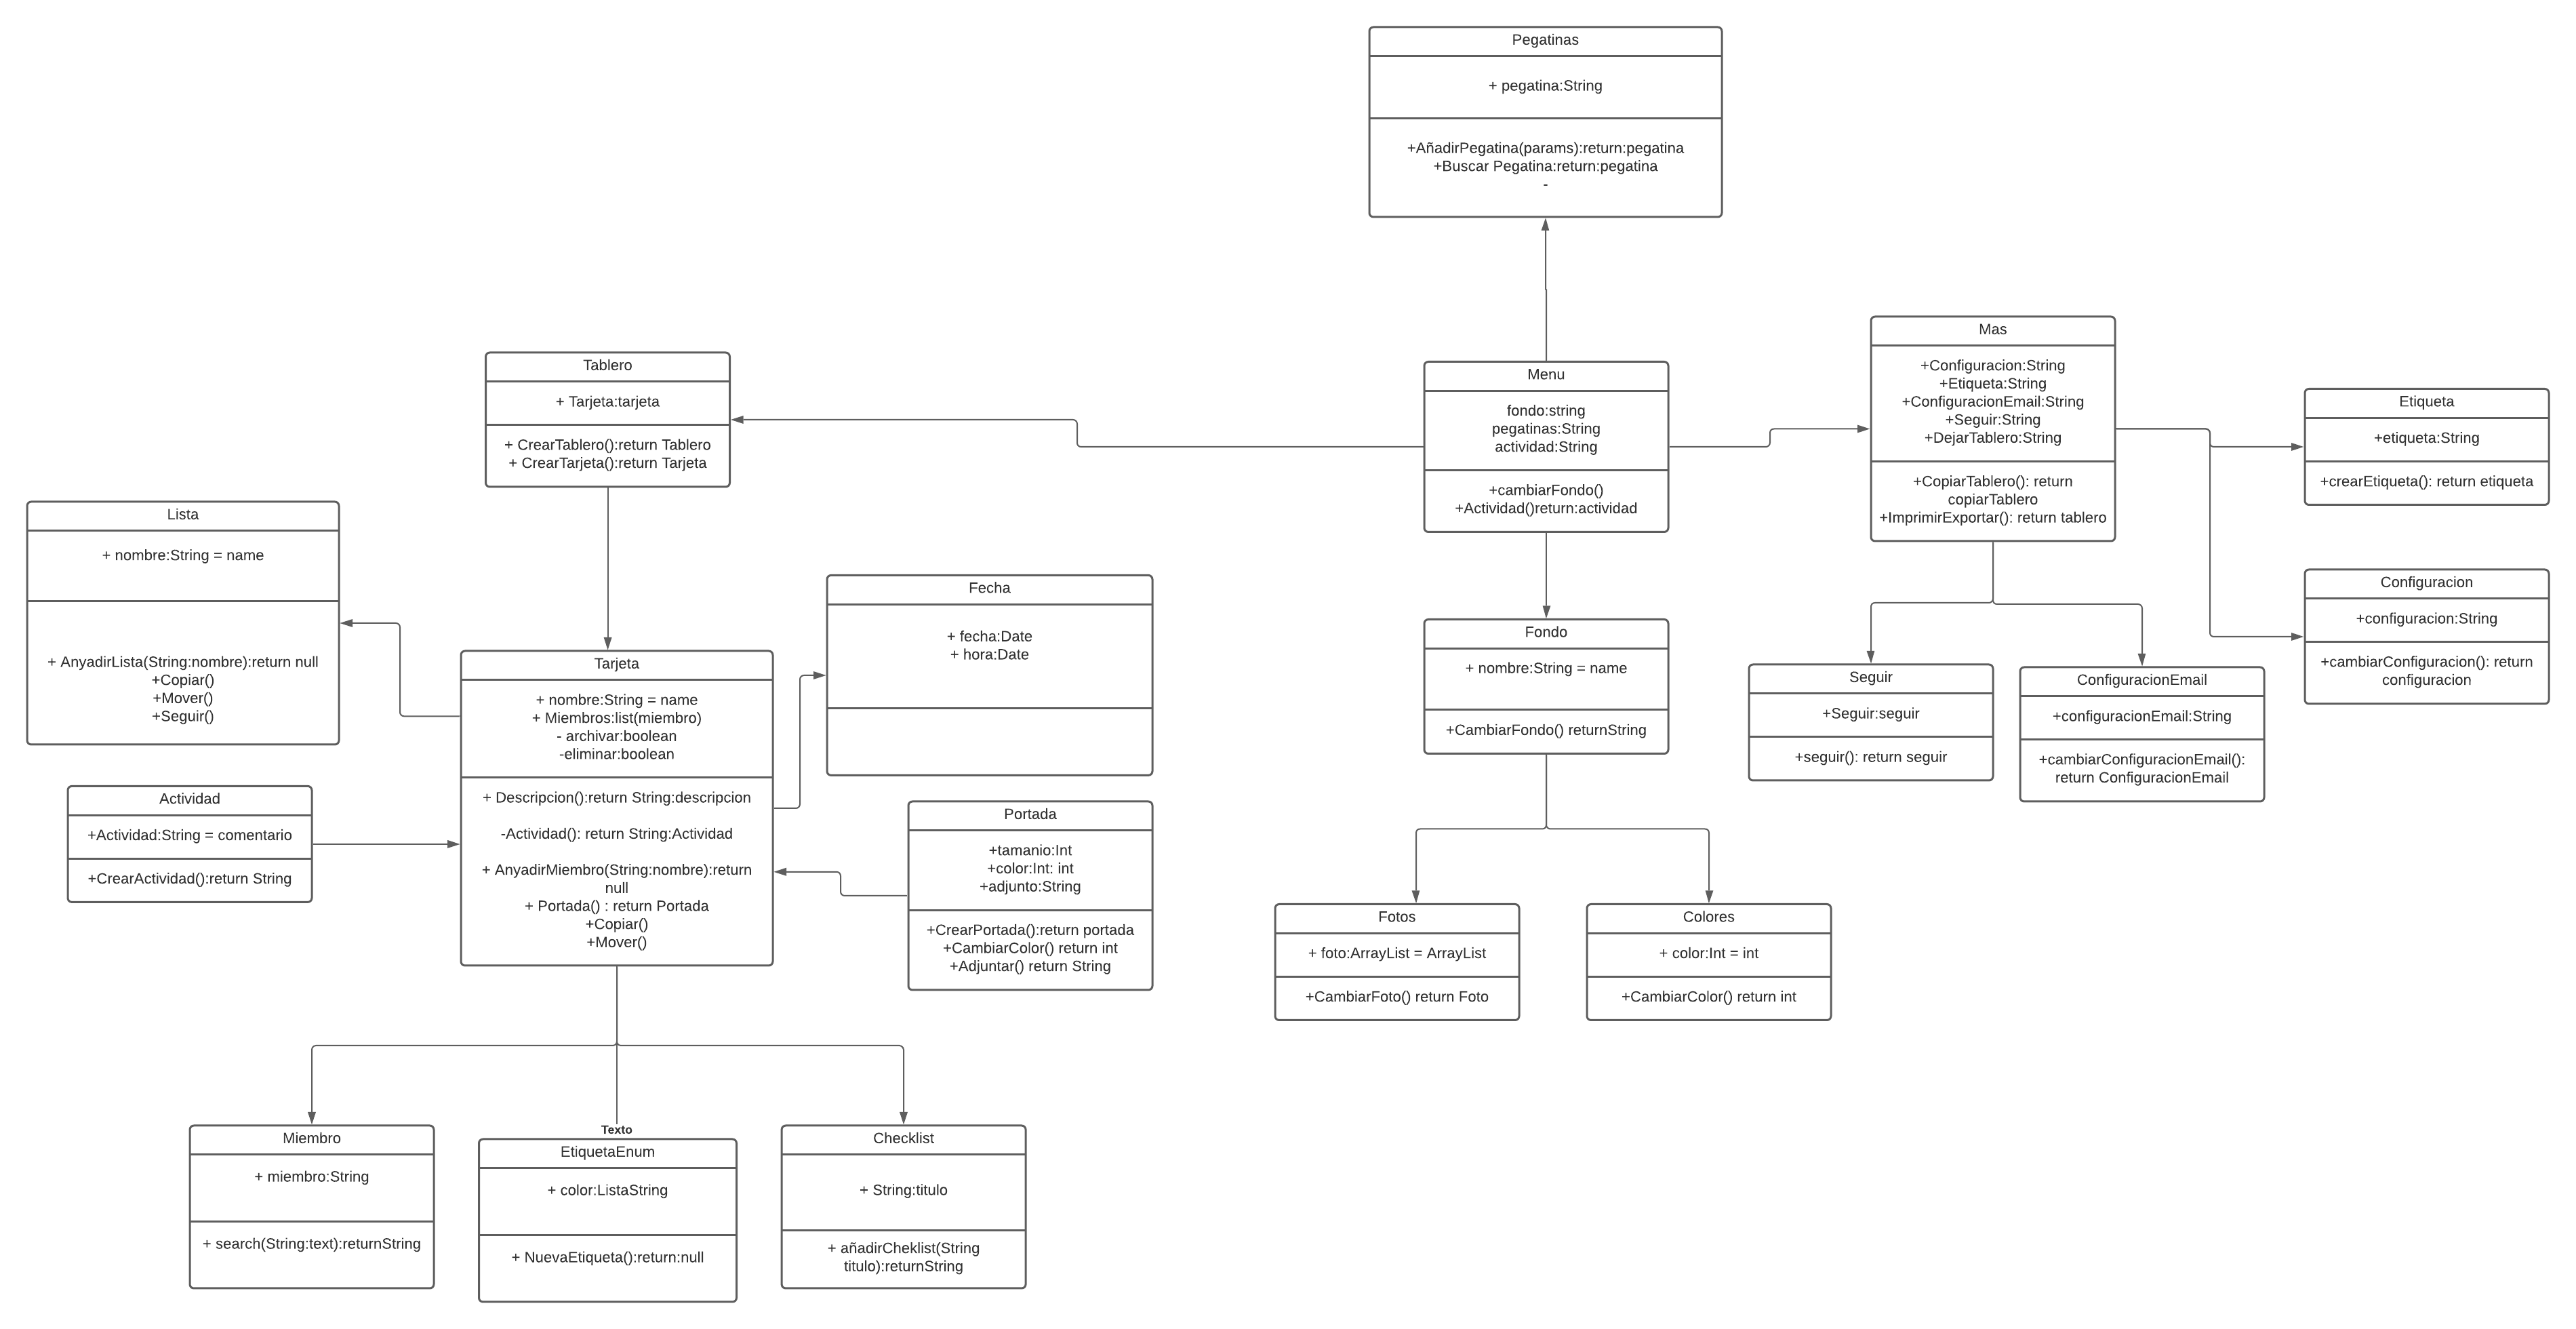 Pegatinas
+ pegatina:String
+AñadirPegatina(params):return:pegatina
+Buscar Pegatina:return:pegatina
-
Tablero
+ Tarjeta:tarjeta
+ CrearTablero():return Tablero
+ CrearTarjeta():return Tarjeta
Menu
fondo:string
pegatinas:String
actividad:String
+cambiarFondo()
+Actividad()return:actividad
Mas
+Configuracion:String
+Etiqueta:String
+ConfiguracionEmail:String
+Seguir:String
+DejarTablero:String
+CopiarTablero(): return
copiarTablero
+ImprimirExportar(): return tablero
Etiqueta
+etiqueta:String
+crearEtiqueta(): return etiqueta
Lista
+ nombre:String = name
+ AnyadirLista(String:nombre):return null
+Copiar()
+Mover()
+Seguir()
Fecha
+ fecha:Date
+ hora:Date
Configuracion
+configuracion:String
+cambiarConfiguracion(): return
configuracion
Fondo
+ nombre:String = name
+CambiarFondo() returnString
Tarjeta
+ nombre:String = name
+ Miembros:list(miembro)
- archivar:boolean
-eliminar:boolean
+ Descripcion():return String:descripcion
-Actividad(): return String:Actividad
+ AnyadirMiembro(String:nombre):return
null
+ Portada() : return Portada
+Copiar()
+Mover()
Seguir
+Seguir:seguir
+seguir(): return seguir
ConfiguracionEmail
+configuracionEmail:String
+cambiarConfiguracionEmail():
return ConfiguracionEmail
Actividad
+Actividad:String = comentario
+CrearActividad():return String
Portada
+tamanio:Int
+color:Int: int
+adjunto:String
+CrearPortada():return portada
+CambiarColor() return int
+Adjuntar() return String
Fotos
+ foto:ArrayList = ArrayList
+CambiarFoto() return Foto
Colores
+ color:Int = int
+CambiarColor() return int
Miembro
+ miembro:String
+ search(String:text):returnString
Texto
EtiquetaEnum
+ color:ListaString
+ NuevaEtiqueta():return:null
Checklist
+ String:titulo
+ añadirCheklist(String
titulo):returnString